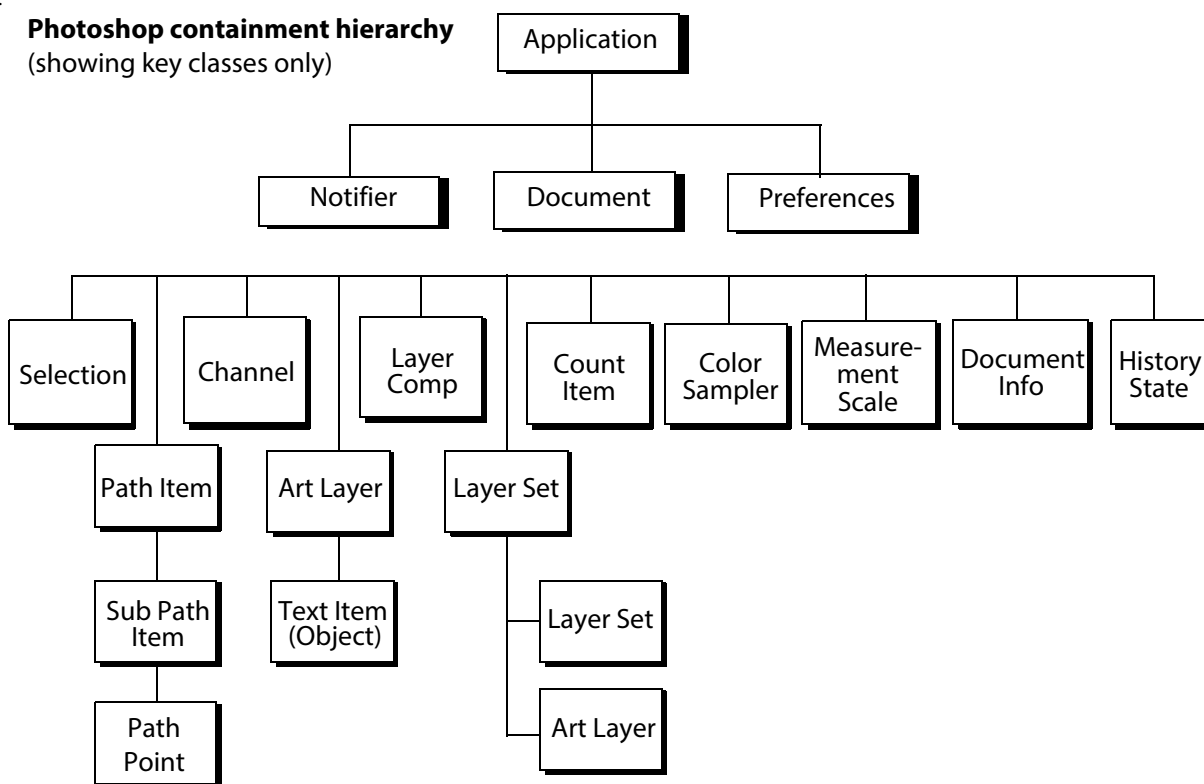 Photoshop containment hierarchy
(showing key classes only)
Application
Notifier
Document
Preferences
Selection
Channel
Layer
Comp
Count
Item
Color
Sampler
Measure-
ment
Scale
Document
Info
History
State
Path Item
Art Layer
Layer Set
Sub Path
Item
Text Item
(Object)
Layer Set
Path
Point
Art Layer